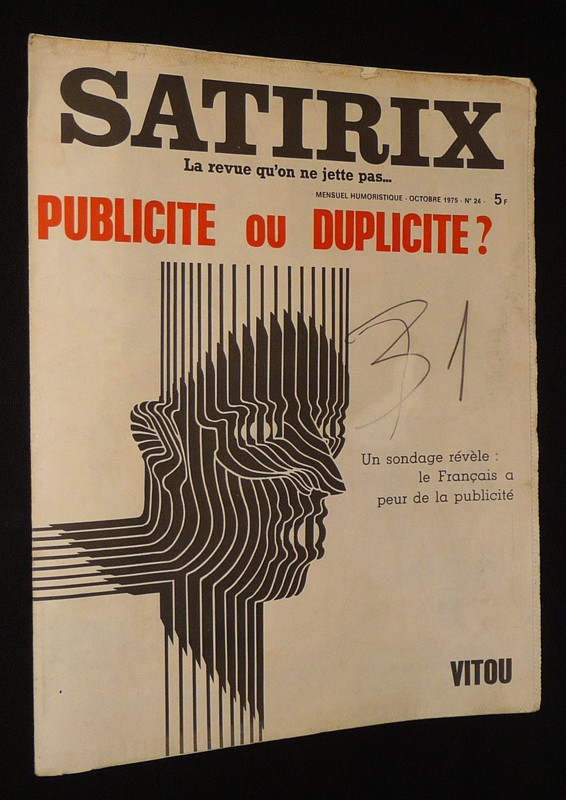 SATIRIX
La revue qu'on ne jette pas...
MENSUEL HUMORISTIQUE - OCTOBRE 1975 - N° 24 - 5 F
PUBLICITE OU DUPLICITE ?
31
Un sondage révèle :
le Français a
peur de la publicité
VITOU